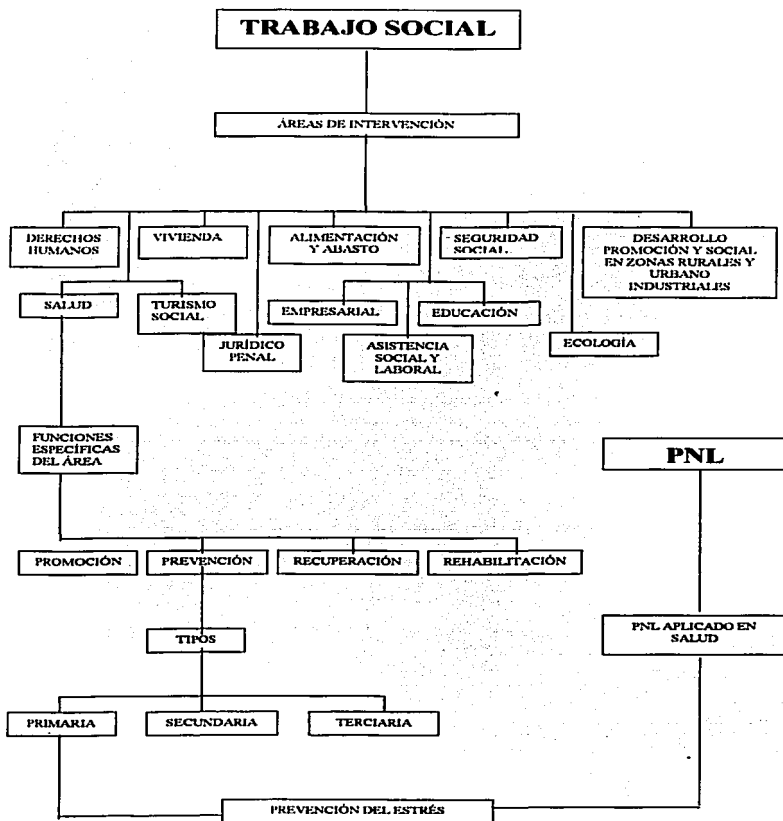 TRABAJO SOCIAL
ÁREAS DE INTERVENCIÓN
DERECHOS
HUMANOS
VIVIENDA
ALIMENTACIÓN
Y ABASTO
- SEGURIDAD
SOCIAL
DESARROLLO
PROMOCIÓN Y SOCIAL
EN ZONAS RURALES Y
URBANO
INDUSTRIALES
SALUD
TURISMO
SOCIAL
JURÍDICO
PENAL
EMPRESARIAL
ASISTENCIA
SOCIAL Y
LABORAL
EDUCACIÓN
ECOLOGÍA
FUNCIONES
ESPECÍFICAS
DEL ÁREA
PNL
PROMOCIÓN
PREVENCIÓN
RECUPERACIÓN
REHABILITACIÓN
TIPOS
PNL APLICADO EN
SALUD
PRIMARIA
SECUNDARIA
TERCIARIA
PREVENCIÓN DEL ESTRÉS